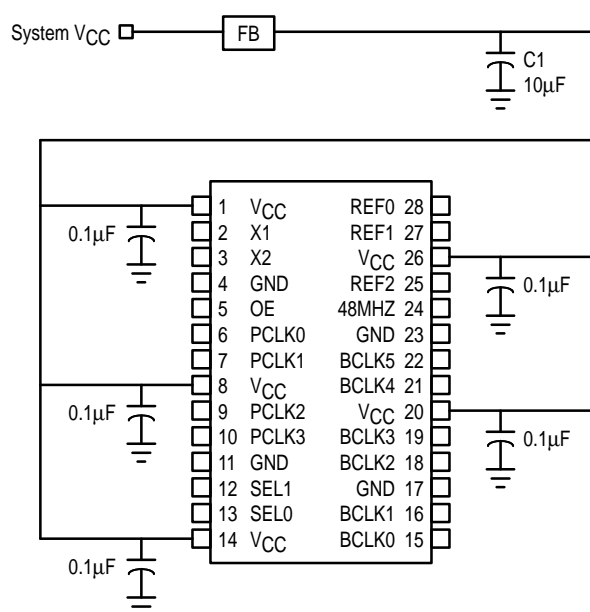 System VCC
FB
C1
10μF
1 VCC REF0 28
0.1μF
2 X1 REF1 27
3 X2 VCC 26
4 GND REF2 25
0.1μF
5 OE 48MHZ 24
6 PCLK0 GND 23
7 PCLK1 BCLK5 22
8 VCC BCLK4 21
0.1μF
9 PCLK2 VCC 20
10 PCLK3 BCLK3 19
0.1μF
11 GND BCLK2 18
12 SEL1 GND 17
13 SEL0 BCLK1 16
14 VCC BCLK0 15
0.1μF